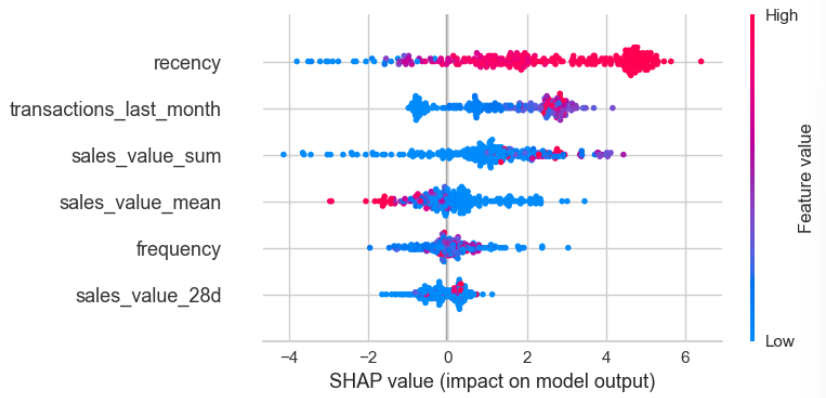 High
recency
transactions_last_month
sales_value_sum
sales_value_mean
frequency
sales_value_28d
Feature value
Low
−4 −2 0 2 4 6
SHAP value (impact on model output)